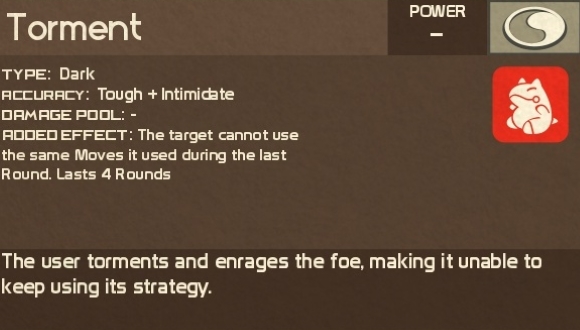 Torment
POWER
–
TYPE: Dark
ACCURACY: Tough + Intimidate
DAMAGE POOL: -
ADDED EFFECT: The target cannot use
the same Moves it used during the last
Round. Lasts 4 Rounds
The user torments and enrages the foe, making it unable to
keep using its strategy.